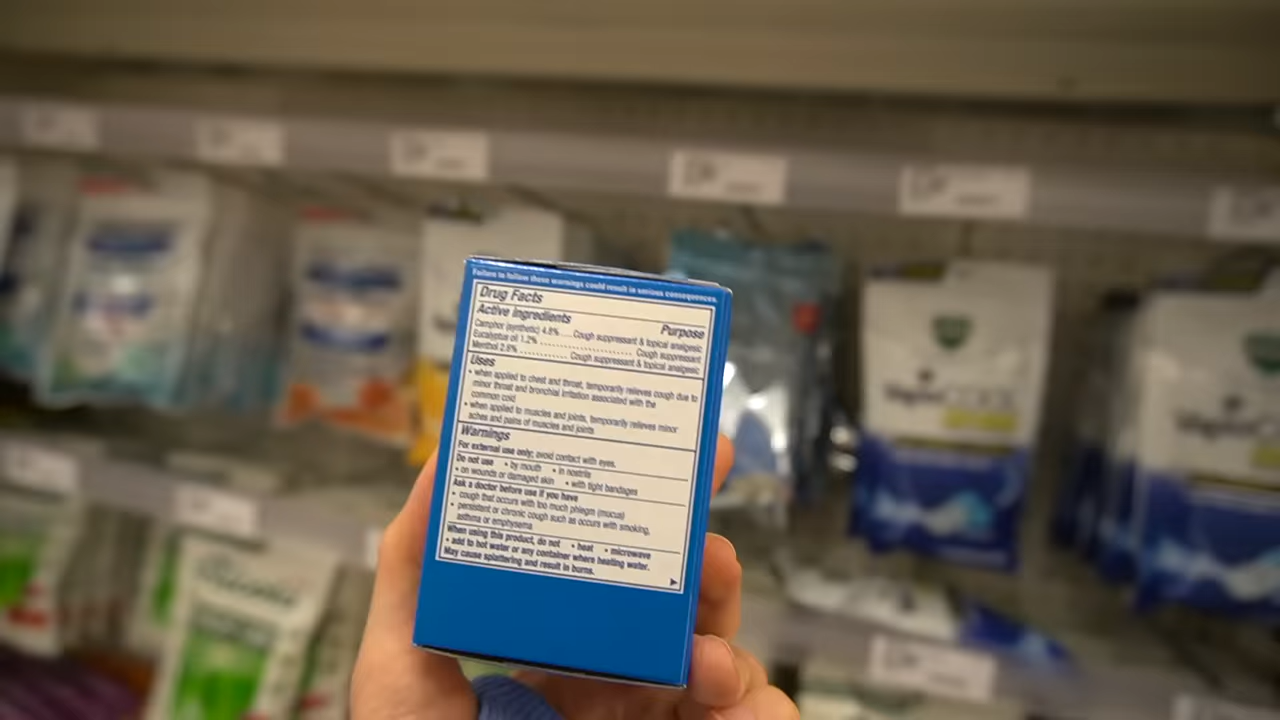 Failure to follow these warnings could result in serious consequences.
Drug Facts
Active Ingredients Purpose
Camphor (synthetic) 4.8% .... Cough suppressant & topical analgesic
Eucalyptus oil 1.2% ........................ Cough suppressant
Menthol 2.6% ............. Cough suppressant & topical analgesic
Uses
• when applied to chest and throat, temporarily relieves cough due to
minor throat and bronchial irritation associated with the
common cold
• when applied to muscles and joints, temporarily relieves minor
aches and pains of muscles and joints
Warnings
For external use only; avoid contact with eyes.
Do not use • by mouth • in nostrils
• on wounds or damaged skin • with tight bandages
Ask a doctor before use if you have
• cough that occurs with too much phlegm (mucus)
• persistent or chronic cough such as occurs with smoking,
asthma or emphysema
When using this product, do not • heat • microwave
• add to hot water or any container where heating water.
May cause splattering and result in burns.